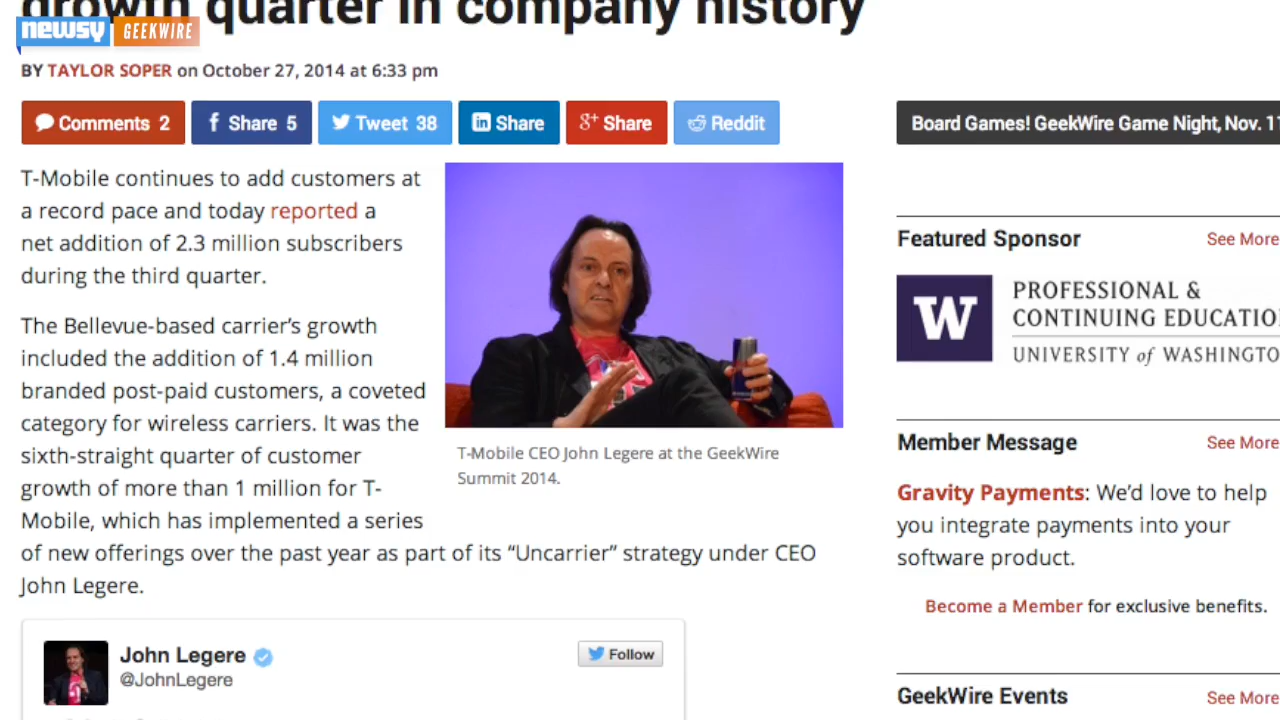 growth quarter in company history
newsy GEEKWIRE
BY TAYLOR SOPER on October 27, 2014 at 6:33 pm
Comments 2
f Share 5
Tweet 38
in Share
8+ Share
Reddit
T-Mobile continues to add customers at
a record pace and today reported a
net addition of 2.3 million subscribers
during the third quarter.
The Bellevue-based carrier's growth
included the addition of 1.4 million
branded post-paid customers, a coveted
category for wireless carriers. It was the
sixth-straight quarter of customer
growth of more than 1 million for T-
Mobile, which has implemented a series
of new offerings over the past year as part of its “Uncarrier” strategy under CEO
John Legere.
T-Mobile CEO John Legere at the GeekWire
Summit 2014.
John Legere
@JohnLegere
Follow
Board Games! GeekWire Game Night, Nov. 11
Featured Sponsor
See More
W
PROFESSIONAL &
CONTINUING EDUCATIO
UNIVERSITY of WASHINGTO
Member Message
See More
Gravity Payments: We'd love to help
you integrate payments into your
software product.
Become a Member for exclusive benefits.
GeekWire Events
See More